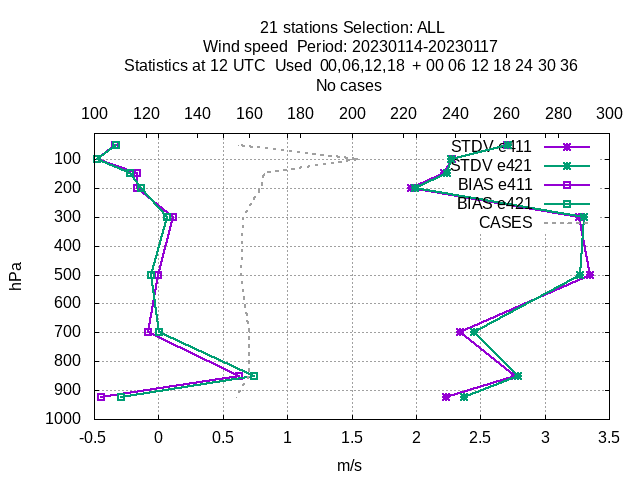 21 stations Selection: ALL
Wind speed  Period: 20230114-20230117
Statistics at 12 UTC  Used  00,06,12,18  + 00 06 12 18 24 30 36
No cases
100 120 140 160 180 200 220 240 260 280 300
STDV e411
STDV e421
BIAS e411
BIAS e421
CASES
100
200
300
400
500
600
700
800
900
1000
hPa
-0.5 0 0.5 1 1.5 2 2.5 3 3.5
m/s